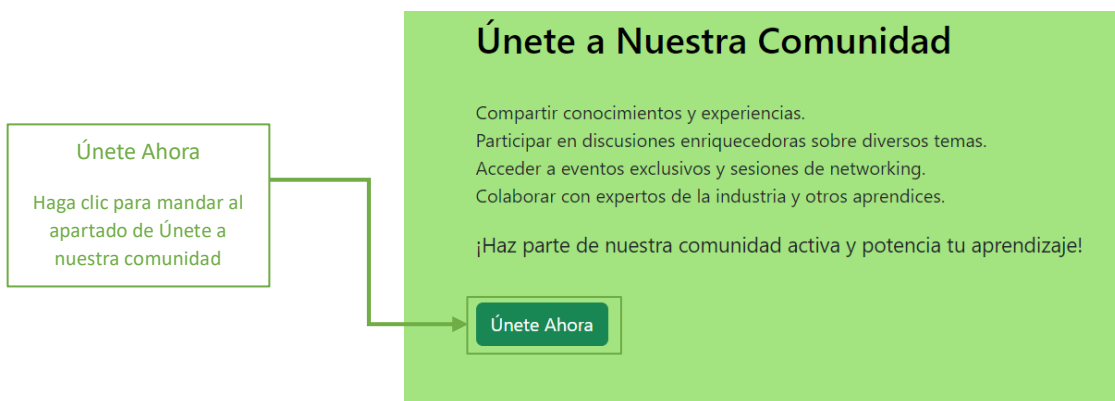 Únete a Nuestra Comunidad
Compartir conocimientos y experiencias.
Participar en discusiones enriquecedoras sobre diversos temas.
Acceder a eventos exclusivos y sesiones de networking.
Colaborar con expertos de la industria y otros aprendices.
¡Haz parte de nuestra comunidad activa y potencia tu aprendizaje!
Únete Ahora
Únete Ahora
Haga clic para mandar al
apartado de Únete a
nuestra comunidad